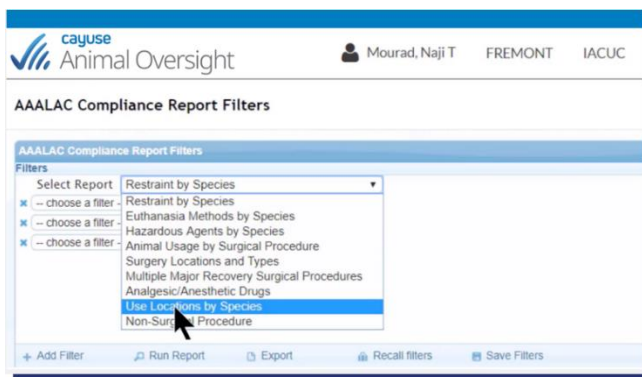 cayuse
Animal Oversight
Mourad, Naji T FREMONT IACUC
AAALAC Compliance Report Filters
AAALAC Compliance Report Filters
Filters
Select Report Restraint by Species
-- choose a filter - Restraint by Species
Euthanasia Methods by Species
-- choose a filter - Hazardous Agents by Species
-- choose a filter - Animal Usage by Surgical Procedure
Surgery Locations and Types
Multiple Major Recovery Surgical Procedures
Analgesic/Anesthetic Drugs
Use Locations by Species
Non-Surgical Procedure
+ Add Filter Run Report Export Recall filters Save Filters